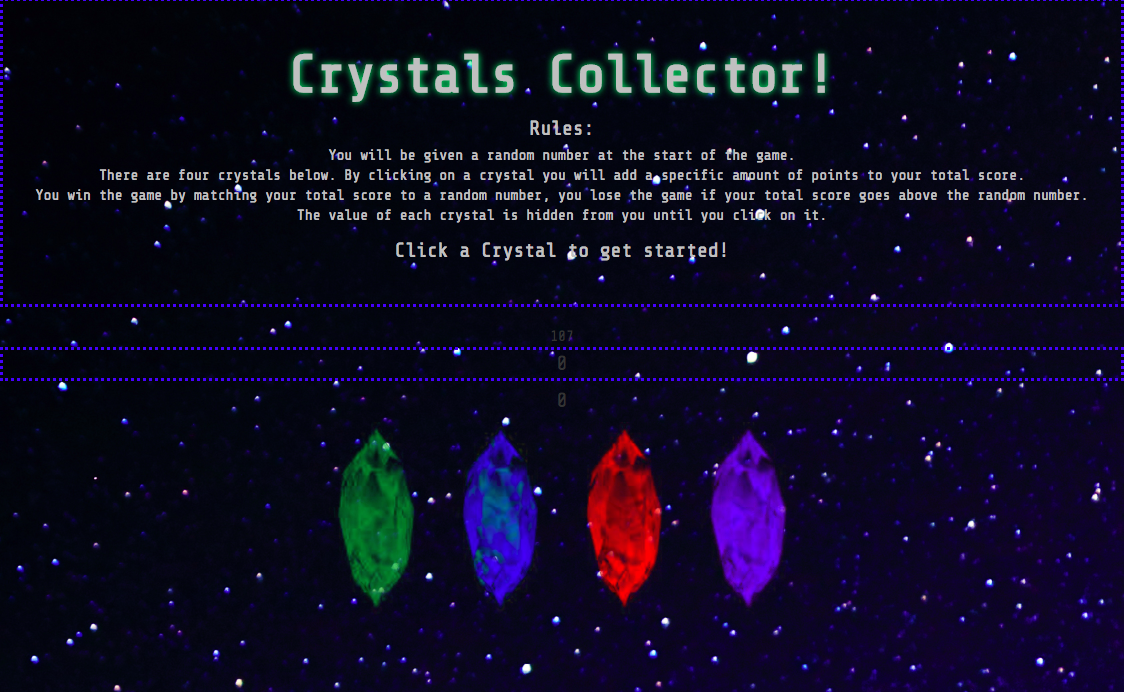 Crystals Collector!
Rules:
You will be given a random number at the start of the game.
There are four crystals below. By clicking on a crystal you will add a specific amount of points to your total score.
You win the game by matching your total score to a random number, you lose the game if your total score goes above the random number.
The value of each crystal is hidden from you until you click on it.
Click a Crystal to get started!
107
0
0